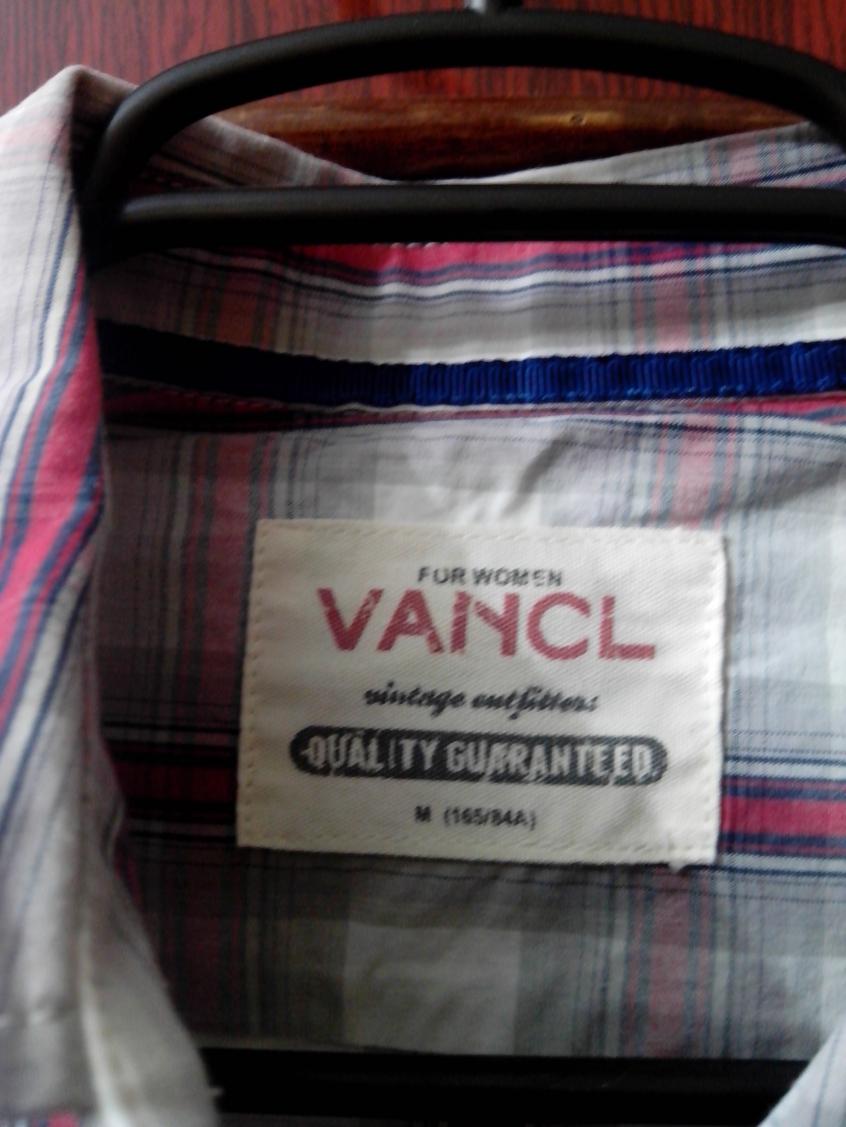 FOR WOMEN
VANCL
vintage outfitters
QUALITY GUARANTEED
M (165/84A)